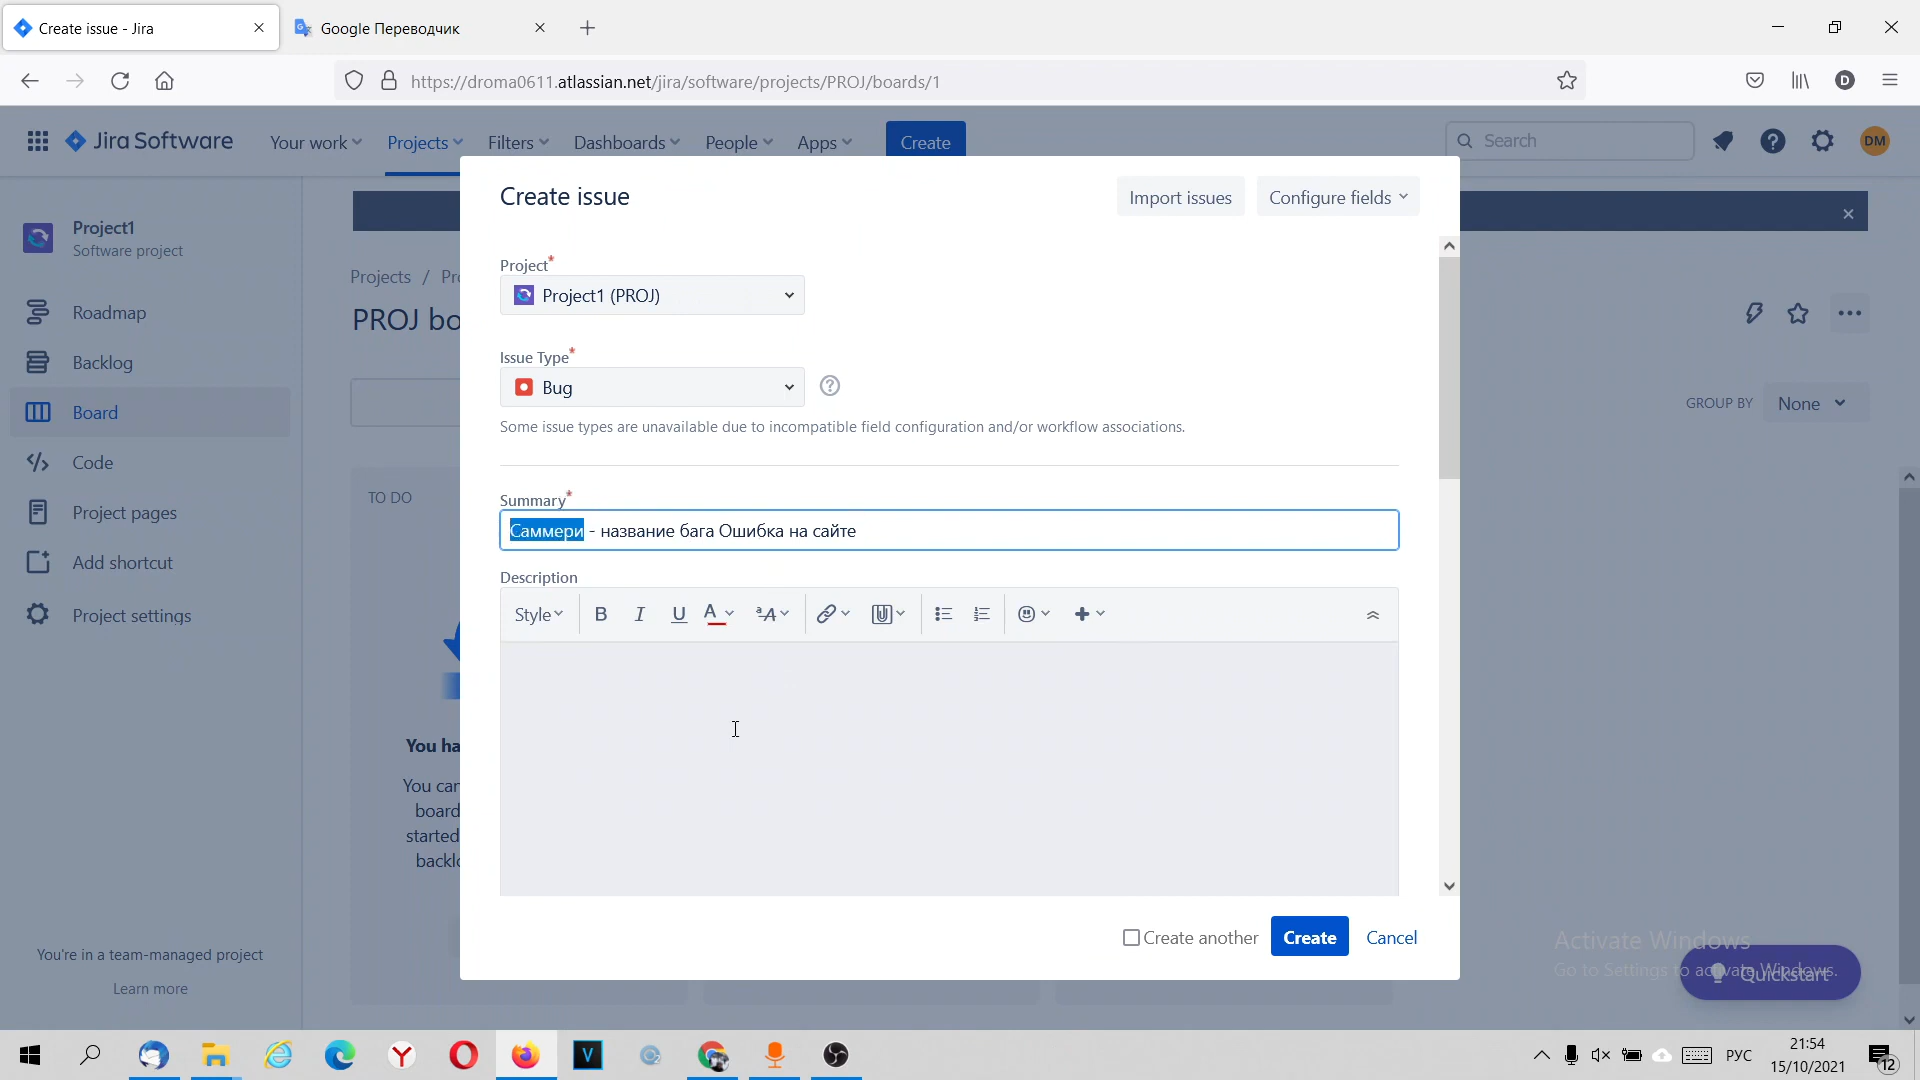 Create issue - Jira
Google Переводчик
https://droma0611.atlassian.net/jira/software/projects/PROJ/boards/1
D
Jira Software
Your work
Projects
Filters
Dashboards
People
Apps
Create
Search
DM
Project1
Software project
Roadmap
Backlog
Board
Code
Project pages
Add shortcut
Project settings
You're in a team-managed project
Learn more
Projects /
PROJ
TO DO
You
You
board
started
GROUP BY None
Create issue
Import issues
Configure fields
Project*
Project1 (PROJ)
Issue Type*
Bug
Some issue types are unavailable due to incompatible field configuration and/or workflow associations.
Summary*
Саммери - название бага Ошибка на сайте
Description
Style
B I U A ªA
Create another
Create
Cancel
Activate Windows
Go to Settings to activate Windows.
Quickstart
РУС
21:54
15/10/2021
12